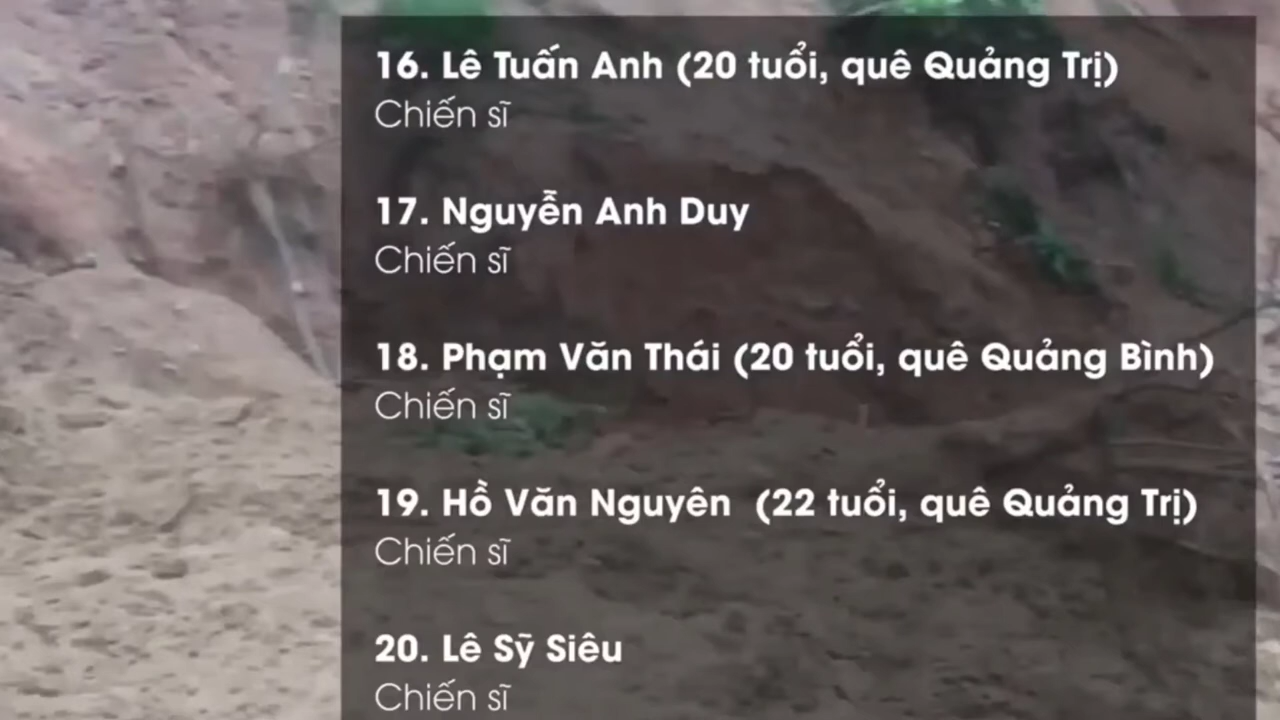 16. Lê Tuấn Anh (20 tuổi, quê Quảng Trị)
Chiến sĩ
17. Nguyễn Anh Duy
Chiến sĩ
18. Phạm Văn Thái (20 tuổi, quê Quảng Bình)
Chiến sĩ
19. Hồ Văn Nguyên (22 tuổi, quê Quảng Trị)
Chiến sĩ
20. Lê Sỹ Siêu
Chiến sĩ